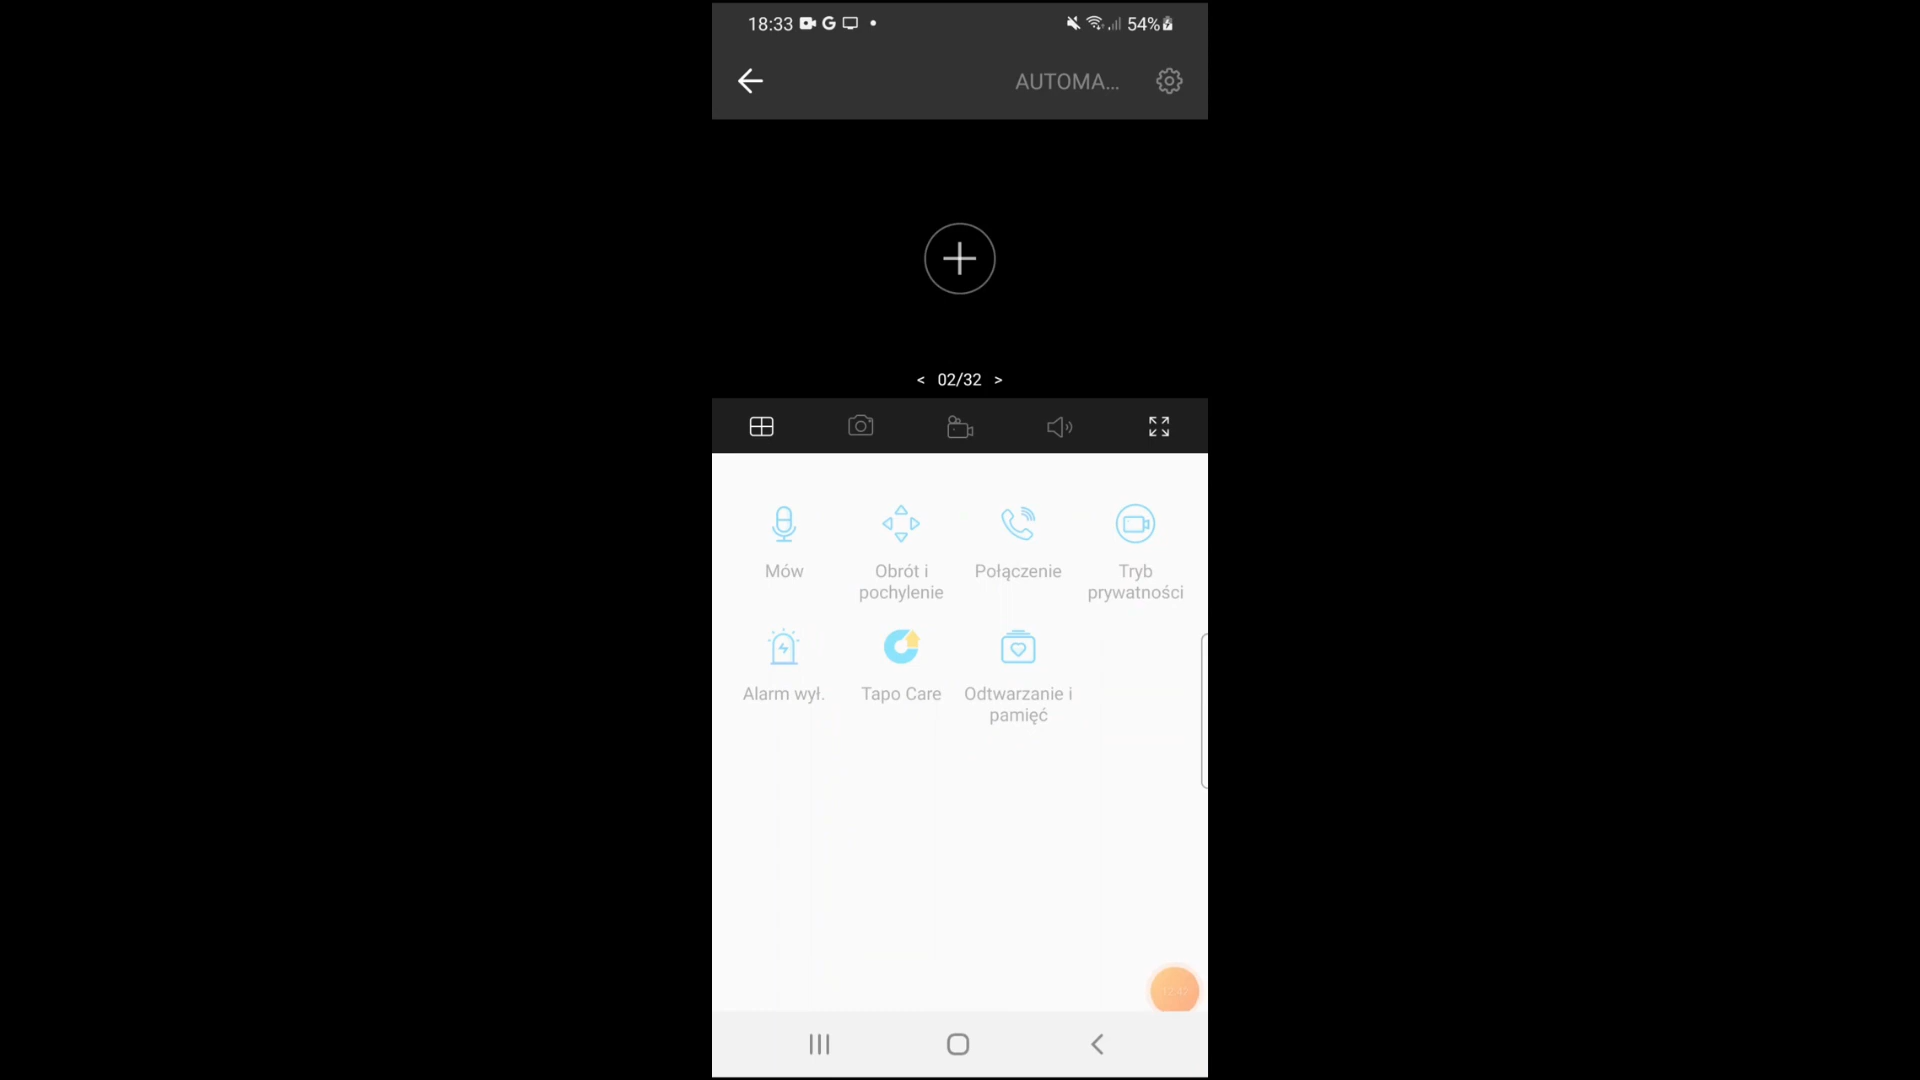 18:33 54%
AUTOMA...
< 02/32 >
Mów Obrót i pochylenie Połączenie Tryb prywatności
Alarm wył. Tapo Care Odtwarzanie i pamięć